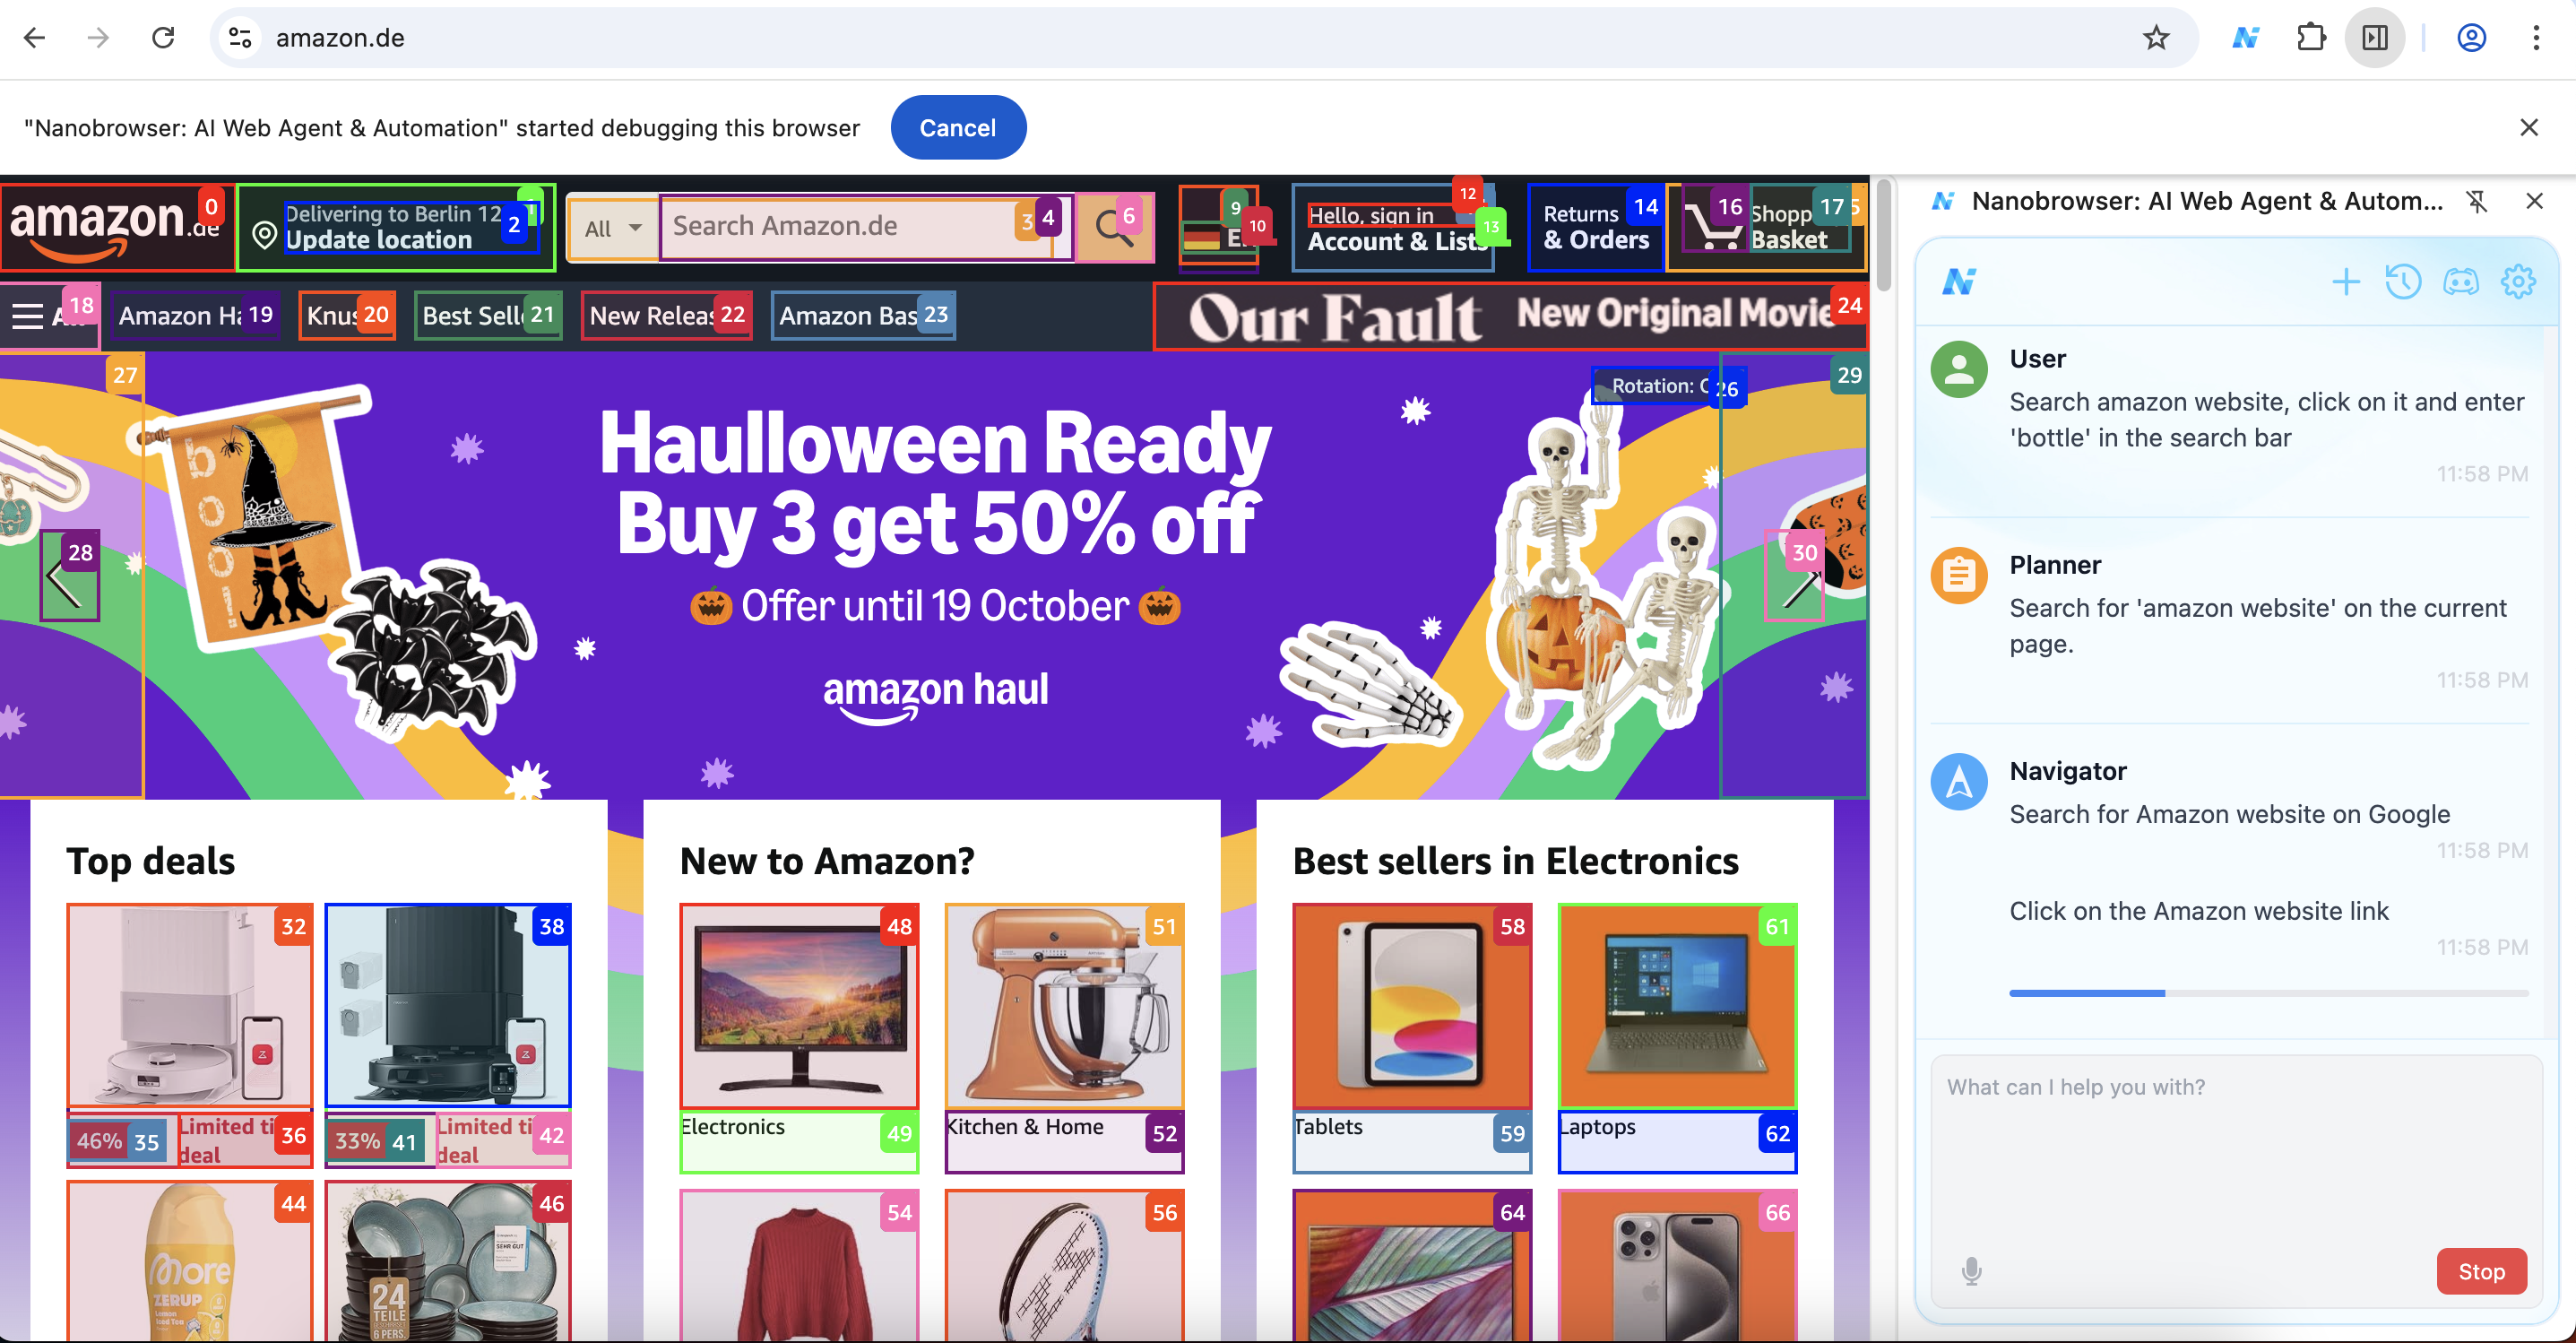 amazon.de
"Nanobrowser: AI Web Agent & Automation" started debugging this browser
Cancel
amazon.de
0
Delivering to Berlin 12
Update location
1
2
All
Search Amazon.de
3
4
6
9
10
Hello, sign in
Account & Lists
12
13
Returns
& Orders
14
16
Shopp
Basket
17
5
18
Amazon Ha
19
Knus
20
Best Sell
21
New Releas
22
Amazon Bas
23
Our Fault
New Original Movie
24
27
Rotation:
26
29
boo!
Haulloween Ready
Buy 3 get 50% off
Offer until 19 October
amazon haul
28
30
Top deals
32
38
46%
35
Limited ti
deal
36
33%
41
Limited ti
deal
42
44
46
more
ZERUP
SEHR GUT
24
TEILE
6 PERS.
New to Amazon?
48
51
Electronics
49
Kitchen & Home
52
54
56
Best sellers in Electronics
58
61
Tablets
59
Laptops
62
64
66
Nanobrowser: AI Web Agent & Autom...
User
Search amazon website, click on it and enter
'bottle' in the search bar
11:58 PM
Planner
Search for 'amazon website' on the current
page.
11:58 PM
Navigator
Search for Amazon website on Google
11:58 PM
Click on the Amazon website link
11:58 PM
What can I help you with?
Stop